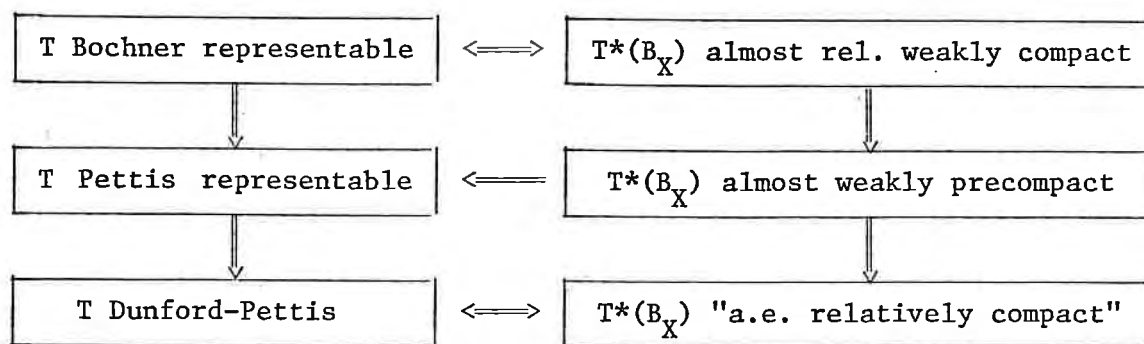 T Bochner representable ⟺ T*(B_X) almost rel. weakly compact
T Pettis representable ⟸ T*(B_X) almost weakly precompact
T Dunford-Pettis ⟺ T*(B_X) "a.e. relatively compact"